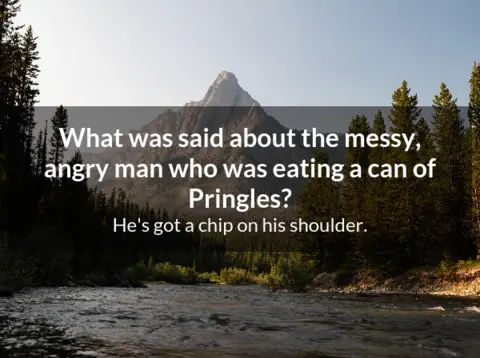 What was said about the messy,
angry man who was eating a can of
Pringles?
He's got a chip on his shoulder.